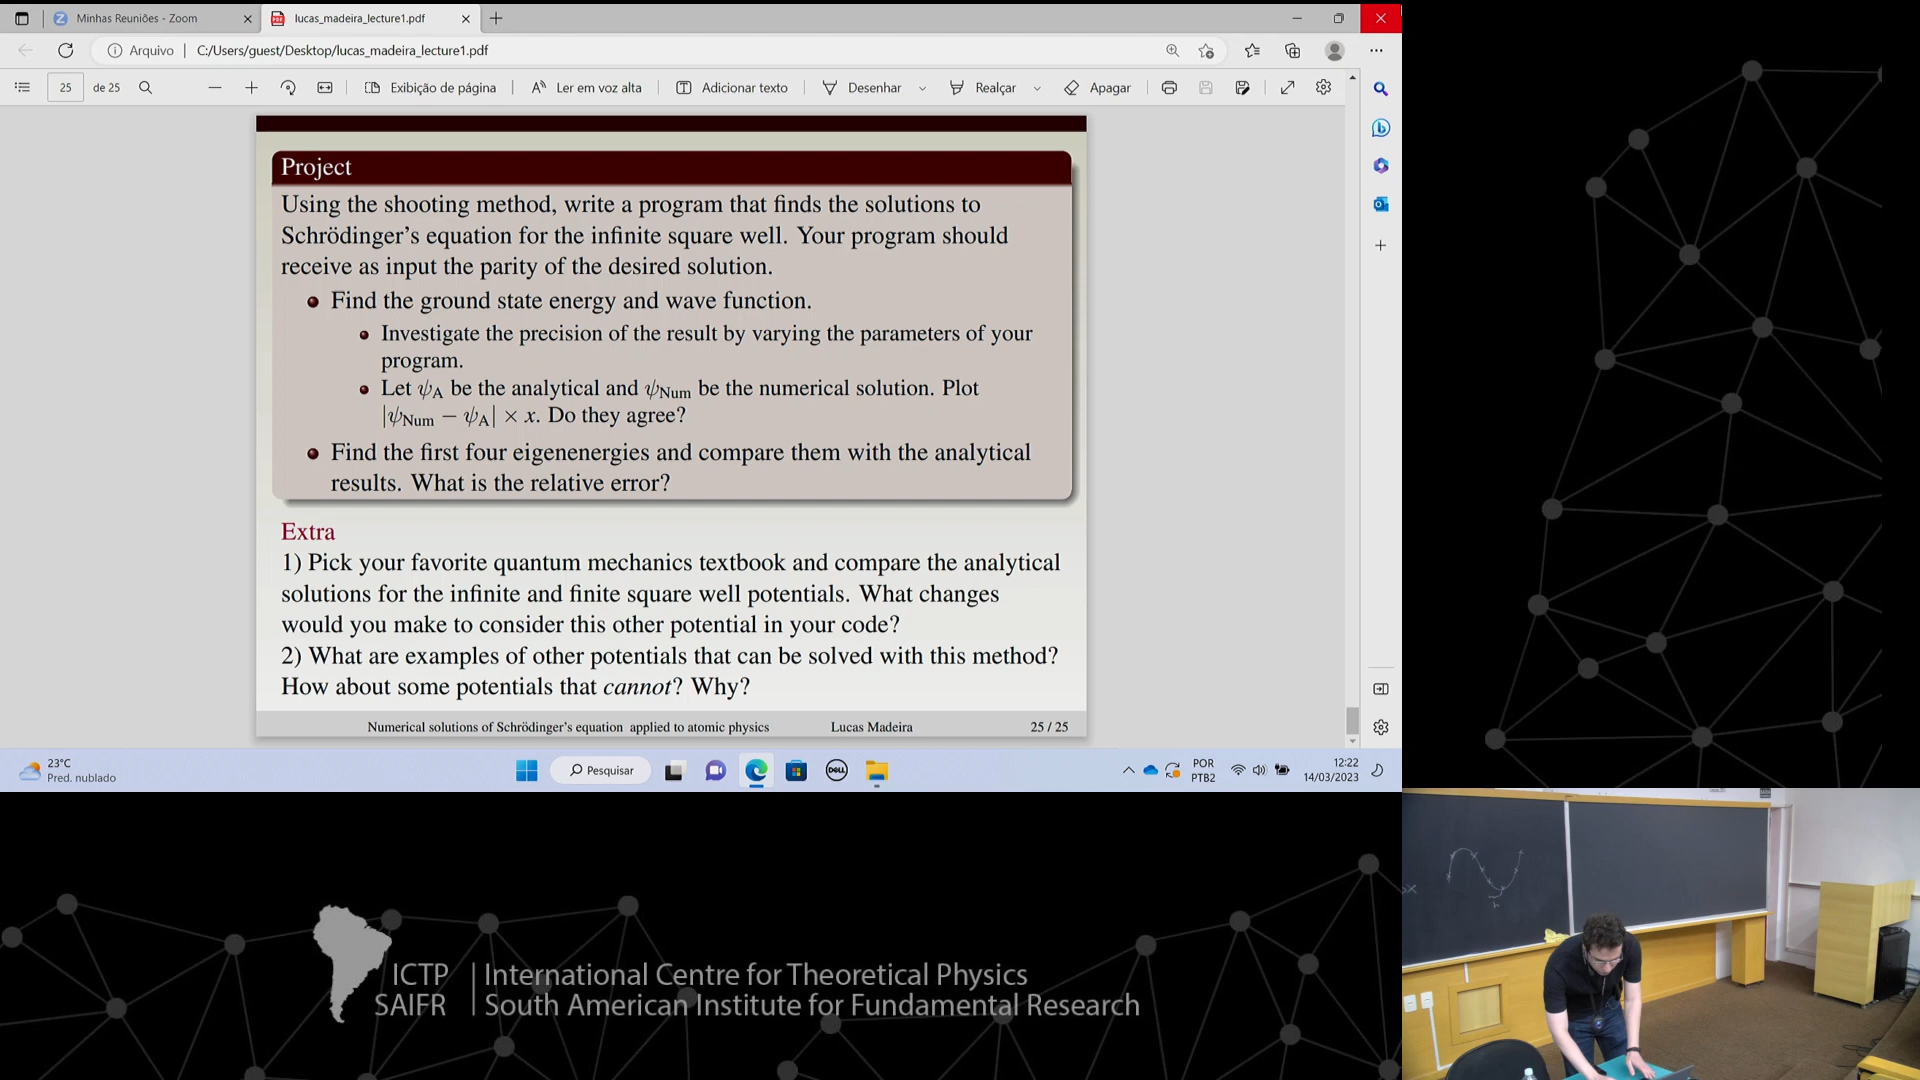 Minhas Reuniões - Zoom
lucas_madeira_lecture1.pdf
Arquivo
C:/Users/guest/Desktop/lucas_madeira_lecture1.pdf
25 de 25
Exibição de página
Ler em voz alta
Adicionar texto
Desenhar
Realçar
Apagar
Project
Using the shooting method, write a program that finds the solutions to
Schrödinger's equation for the infinite square well. Your program should
receive as input the parity of the desired solution.
Find the ground state energy and wave function.
Investigate the precision of the result by varying the parameters of your
program.
Let ψ_A be the analytical and ψ_Num be the numerical solution. Plot
|ψ_Num − ψ_A| × x. Do they agree?
Find the first four eigenenergies and compare them with the analytical
results. What is the relative error?
Extra
1) Pick your favorite quantum mechanics textbook and compare the analytical
solutions for the infinite and finite square well potentials. What changes
would you make to consider this other potential in your code?
2) What are examples of other potentials that can be solved with this method?
How about some potentials that cannot? Why?
Numerical solutions of Schrödinger's equation applied to atomic physics
Lucas Madeira
25 / 25
23°C
Pred. nublado
Pesquisar
DELL
POR
PTB2
12:22
14/03/2023
ICTP | International Centre for Theoretical Physics
SAIFR | South American Institute for Fundamental Research